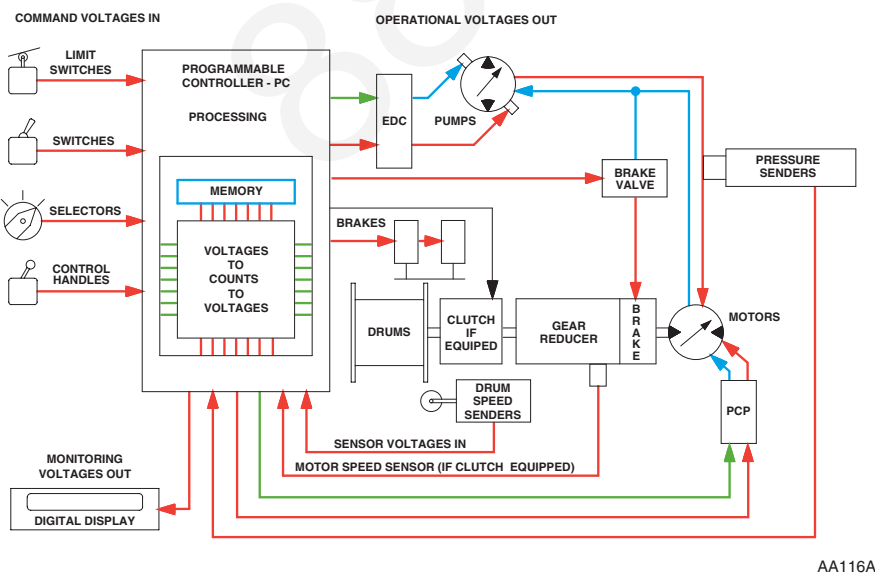 COMMAND VOLTAGES IN
OPERATIONAL VOLTAGES OUT
LIMIT
SWITCHES
SWITCHES
SELECTORS
CONTROL
HANDLES
PROGRAMMABLE
CONTROLLER - PC
PROCESSING
MEMORY
VOLTAGES
TO
COUNTS
TO
VOLTAGES
EDC
PUMPS
BRAKE
VALVE
PRESSURE
SENDERS
BRAKES
DRUMS
CLUTCH
IF
EQUIPED
GEAR
REDUCER
B
R
A
K
E
MOTORS
DRUM
SPEED
SENDERS
PCP
SENSOR VOLTAGES IN
MOTOR SPEED SENSOR (IF CLUTCH EQUIPPED)
MONITORING
VOLTAGES OUT
DIGITAL DISPLAY
AA116A